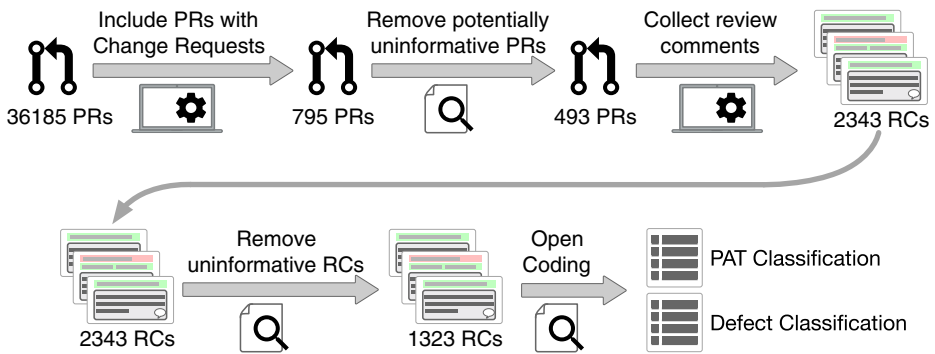 Include PRs with
Change Requests
Remove potentially
uninformative PRs
Collect review
comments
36185 PRs
795 PRs
493 PRs
2343 RCs
Remove
uninformative RCs
Open
Coding
PAT Classification
Defect Classification
2343 RCs
1323 RCs